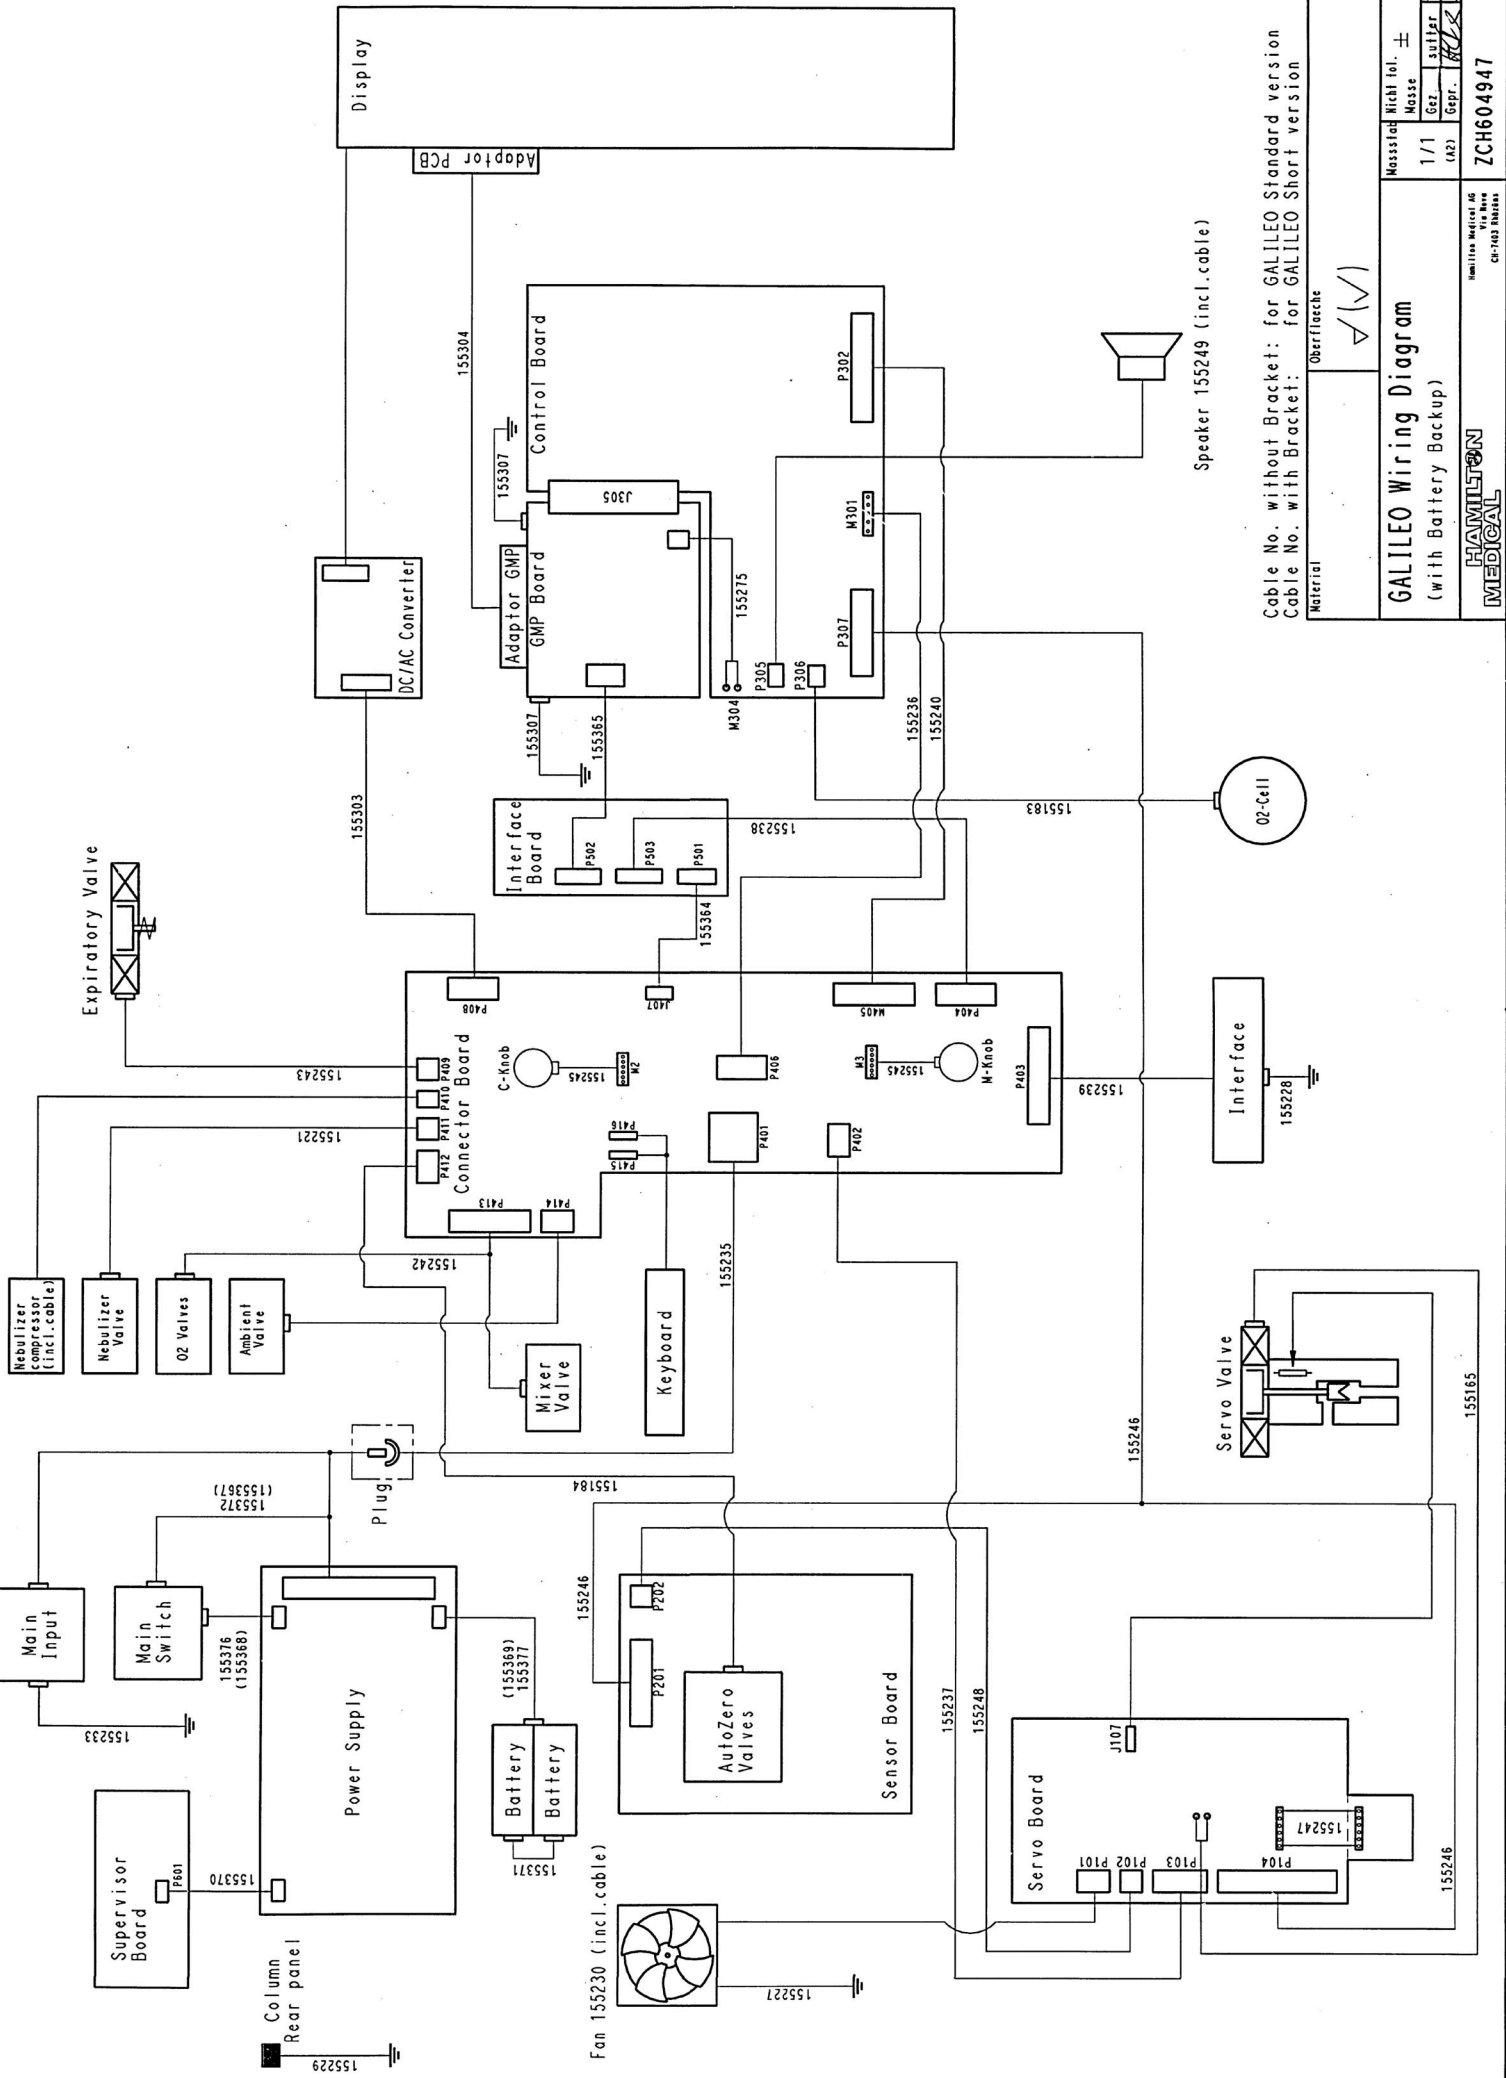 Display
Adaptor PCB
155304
Control Board
155307
J305
Adaptor GMP
GMP Board
DC/AC Converter
155303
155307
155365
155275
M304
P305
P306
P307
M301
P302
155236
155240
155183
O2-Cell
Speaker 155249 (incl.cable)
Interface
Board
P502
P503
P501
155238
155364
Expiratory Valve
155243
155221
P408
P409
P410
P411
P412
Connector Board
C-Knob
155245
M2
J407
P406
P401
P402
M405
P404
M3
155245
M-Knob
P403
P413
P414
P415
P416
155239
Interface
155228
Nebulizer
compressor
(incl.cable)
Nebulizer
Valve
O2 Valves
Ambient
Valve
155242
Mixer
Valve
Keyboard
155235
Plug
155184
Main
Input
155233
Main
Switch
155372
(155367)
155376
(155368)
Power Supply
Supervisor
Board
P601
155370
Column
Rear panel
155229
(155369)
155377
Battery
Battery
155371
Fan 155230 (incl.cable)
155227
155246
P201
P202
AutoZero
Valves
Sensor Board
155237
155248
155246
Servo Valve
155165
Servo Board
J107
P101
P102
P103
P104
155247
155246
Cable No. without Bracket: for GALILEO Standard version
Cable No. with Bracket: for GALILEO Short version
Material
Oberflaeche
GALILEO Wiring Diagram
(with Battery Backup)
Massstab
1/1
(A2)
Nicht tol.
Masse
±
Gez.
sutter
Gepr.
HAMILTON
MEDICAL
Hamilton Medical AG
Via Nova
CH-7403 Rhäzüns
ZCH604947